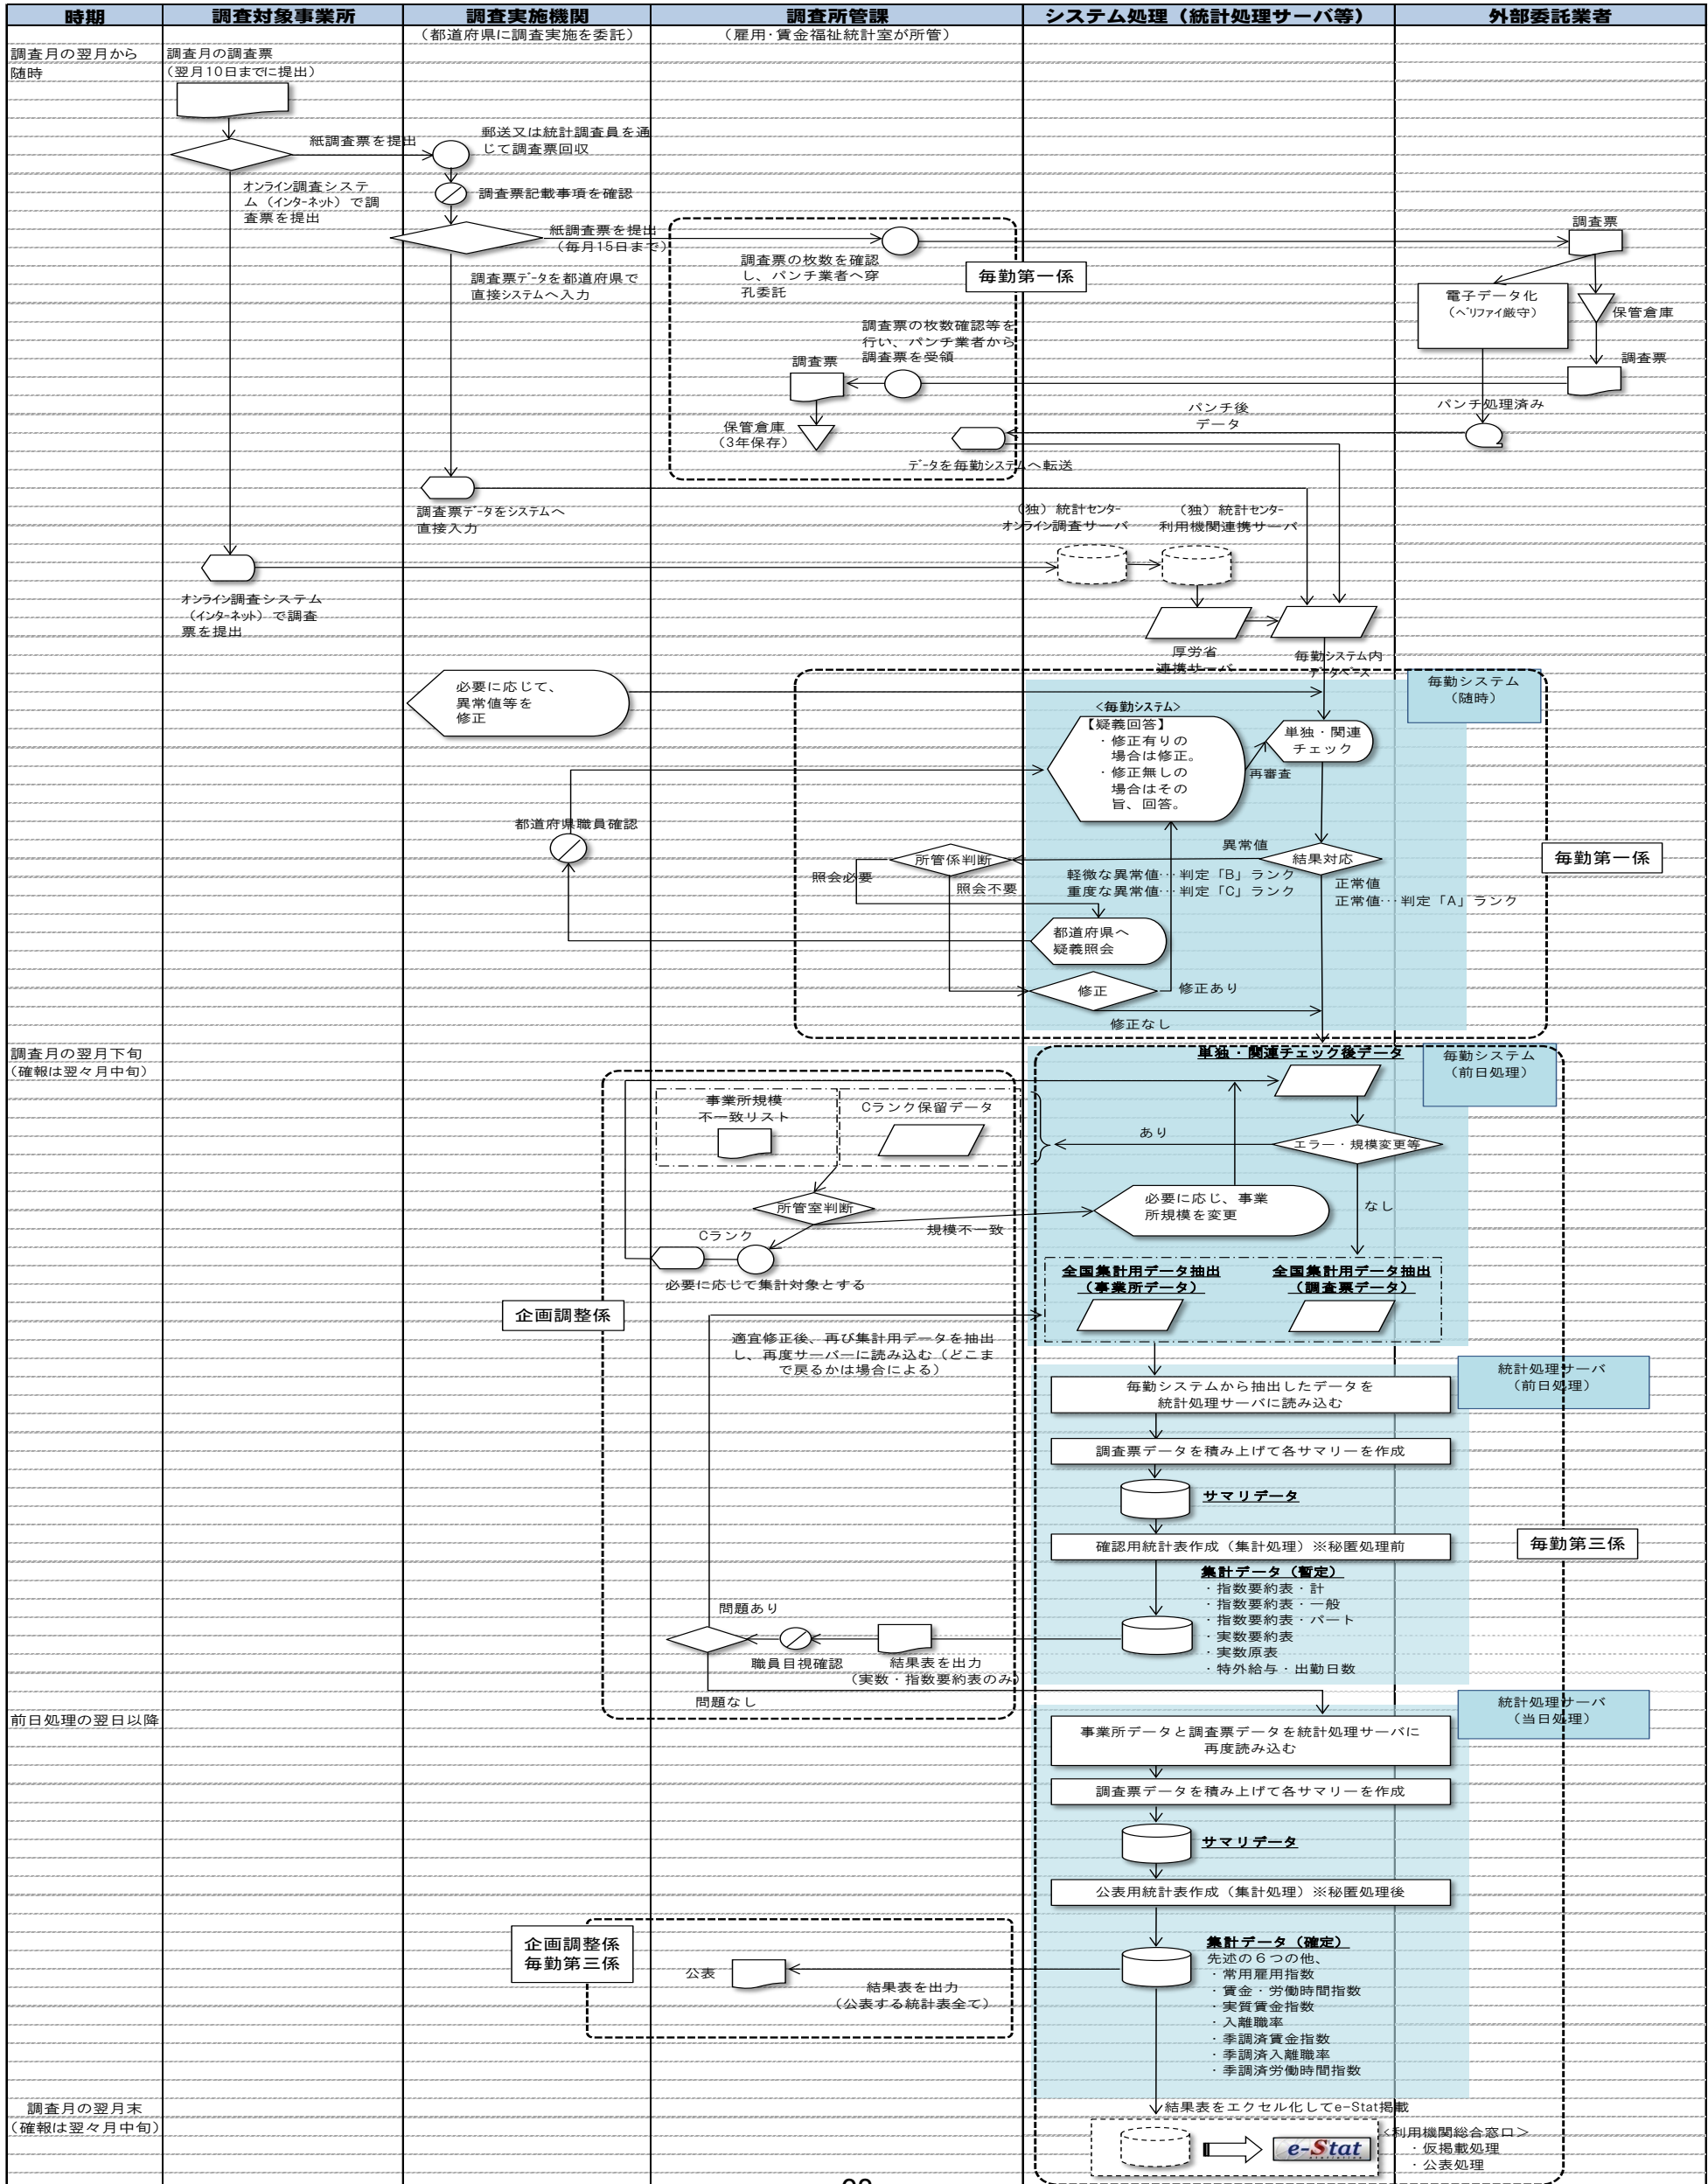 時期
調査対象事業所
調査実施機関
調査所管課
システム処理（統計処理サーバ等）
外部委託業者
（都道府県に調査実施を委託）
（雇用･賃金福祉統計室が所管）
調査月の翌月から
随時
調査月の調査票
（翌月10日までに提出）
紙調査票を提出
郵送又は統計調査員を通
じて調査票回収
オンライン調査システ
ム（インターネット）で調
査票を提出
調査票記載事項を確認
紙調査票を提出
（毎月15日まで）
調査票データを都道府県で
直接システムへ入力
調査票の枚数を確認
し、パンチ業者へ穿
孔委託
毎勤第一係
調査票
電子データ化
（ベリファイ厳守）
保管倉庫
調査票の枚数確認等を
行い、パンチ業者から
調査票を受領
調査票
調査票
保管倉庫
（3年保存）
パンチ後
データ
パンチ処理済み
データを毎勤システムへ転送
調査票データをシステムへ
直接入力
（独）統計センター
オンライン調査サーバ
（独）統計センター
利用機関連携サーバ
オンライン調査システム
（インターネット）で調査
票を提出
厚労省
連携サーバ
毎勤システム内
データベース
毎勤システム
（随時）
必要に応じて、
異常値等を
修正
<毎勤システム>
【疑義回答】
・修正有りの
場合は修正。
・修正無しの
場合はその
旨、回答。
単独・関連
チェック
再審査
都道府県職員確認
所管係判断
異常値
結果対応
毎勤第一係
照会必要
照会不要
軽微な異常値…判定「B」ランク
重度な異常値…判定「C」ランク
正常値
正常値…判定「A」ランク
都道府県へ
疑義照会
修正
修正あり
修正なし
調査月の翌月下旬
（確報は翌々月中旬）
単独・関連チェック後データ
毎勤システム
（前日処理）
事業所規模
不一致リスト
Cランク保留データ
あり
エラー・規模変更等
所管室判断
必要に応じ、事業
所規模を変更
なし
Cランク
規模不一致
必要に応じて集計対象とする
全国集計用データ抽出
（事業所データ）
全国集計用データ抽出
（調査票データ）
企画調整係
適宜修正後、再び集計用データを抽出
し、再度サーバーに読み込む（どこま
で戻るかは場合による）
統計処理サーバ
（前日処理）
毎勤システムから抽出したデータを
統計処理サーバに読み込む
調査票データを積み上げて各サマリーを作成
サマリデータ
毎勤第三係
確認用統計表作成（集計処理）※秘匿処理前
集計データ（暫定）
・指数要約表・計
・指数要約表・一般
・指数要約表・パート
・実数要約表
・実数原表
・特外給与・出勤日数
問題あり
職員目視確認
結果表を出力
（実数・指数要約表のみ）
問題なし
統計処理サーバ
（当日処理）
前日処理の翌日以降
事業所データと調査票データを統計処理サーバに
再度読み込む
調査票データを積み上げて各サマリーを作成
サマリデータ
公表用統計表作成（集計処理）※秘匿処理後
企画調整係
毎勤第三係
公表
結果表を出力
（公表する統計表全て）
集計データ（確定）
先述の６つの他、
・常用雇用指数
・賃金・労働時間指数
・実質賃金指数
・入離職率
・季調済賃金指数
・季調済入離職率
・季調済労働時間指数
調査月の翌月末
（確報は翌々月中旬）
結果表をエクセル化してe-Stat掲載
e-Stat
<利用機関総合窓口＞
・仮掲載処理
・公表処理